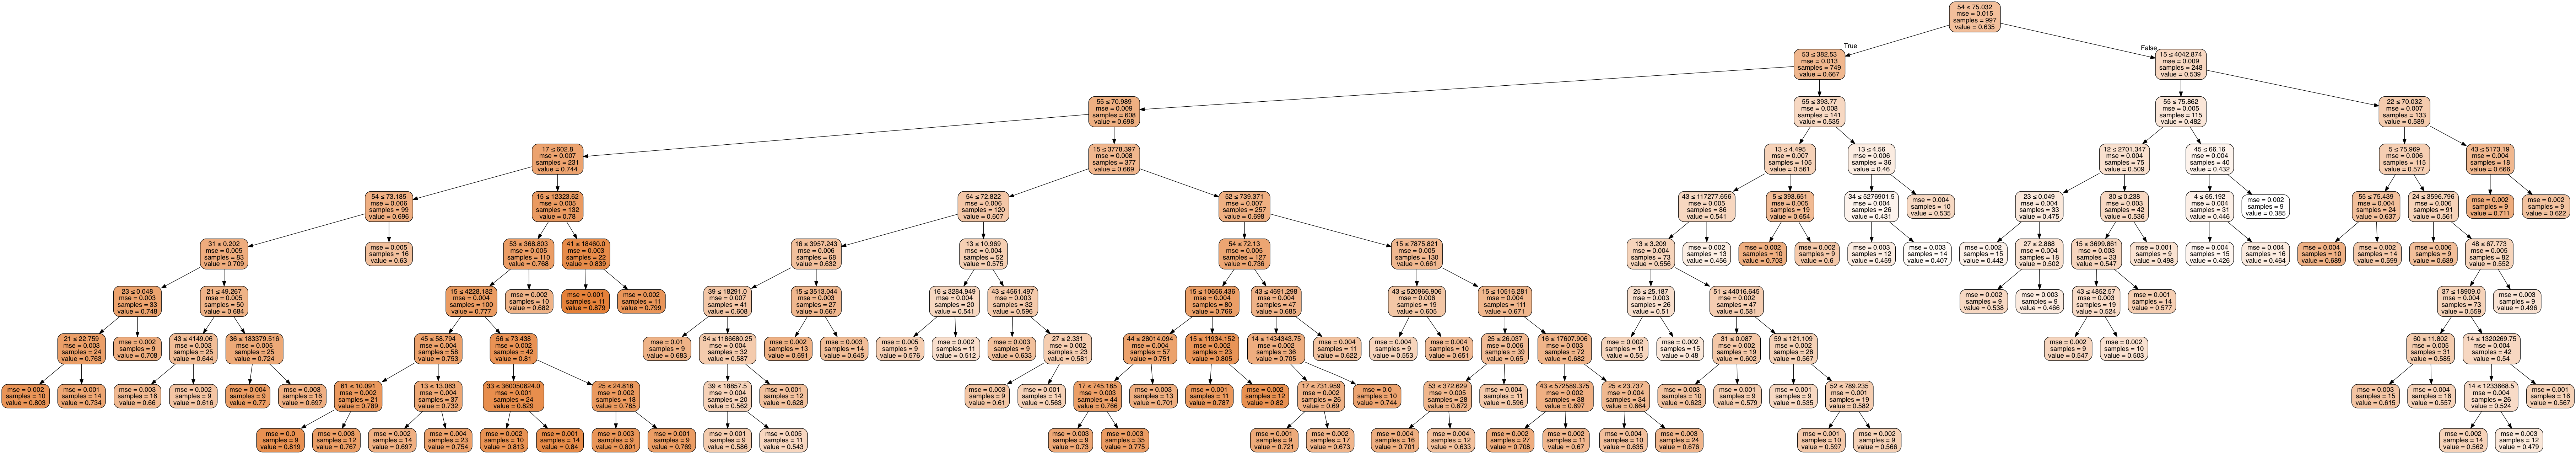 54 ≤ 75.032
mse = 0.015
samples = 997
value = 0.635
True
False
53 ≤ 382.53
mse = 0.013
samples = 749
value = 0.667
15 ≤ 4042.874
mse = 0.009
samples = 248
value = 0.539
55 ≤ 70.989
mse = 0.009
samples = 608
value = 0.698
55 ≤ 393.77
mse = 0.008
samples = 141
value = 0.535
55 ≤ 75.862
mse = 0.005
samples = 115
value = 0.482
22 ≤ 70.032
mse = 0.007
samples = 133
value = 0.589
17 ≤ 602.8
mse = 0.007
samples = 231
value = 0.744
15 ≤ 3778.397
mse = 0.008
samples = 377
value = 0.669
13 ≤ 4.495
mse = 0.007
samples = 105
value = 0.561
13 ≤ 4.56
mse = 0.006
samples = 36
value = 0.46
12 ≤ 2701.347
mse = 0.004
samples = 75
value = 0.509
45 ≤ 66.16
mse = 0.004
samples = 40
value = 0.432
5 ≤ 75.969
mse = 0.006
samples = 115
value = 0.577
43 ≤ 5173.19
mse = 0.004
samples = 18
value = 0.666
54 ≤ 73.185
mse = 0.006
samples = 99
value = 0.696
15 ≤ 12323.62
mse = 0.005
samples = 132
value = 0.78
54 ≤ 72.822
mse = 0.006
samples = 120
value = 0.607
52 ≤ 739.371
mse = 0.007
samples = 257
value = 0.698
43 ≤ 117277.656
mse = 0.005
samples = 86
value = 0.541
5 ≤ 393.651
mse = 0.005
samples = 19
value = 0.654
34 ≤ 5276901.5
mse = 0.004
samples = 26
value = 0.431
mse = 0.004
samples = 10
value = 0.535
23 ≤ 0.049
mse = 0.004
samples = 33
value = 0.475
30 ≤ 0.238
mse = 0.003
samples = 42
value = 0.536
4 ≤ 65.192
mse = 0.004
samples = 31
value = 0.446
mse = 0.002
samples = 9
value = 0.385
55 ≤ 75.439
mse = 0.004
samples = 24
value = 0.637
24 ≤ 3596.796
mse = 0.006
samples = 91
value = 0.561
mse = 0.002
samples = 9
value = 0.711
mse = 0.002
samples = 9
value = 0.622
31 ≤ 0.202
mse = 0.005
samples = 83
value = 0.709
mse = 0.005
samples = 16
value = 0.63
53 ≤ 368.803
mse = 0.005
samples = 110
value = 0.768
41 ≤ 18460.0
mse = 0.003
samples = 22
value = 0.839
16 ≤ 3957.243
mse = 0.006
samples = 68
value = 0.632
13 ≤ 10.969
mse = 0.004
samples = 52
value = 0.575
54 ≤ 72.13
mse = 0.005
samples = 127
value = 0.736
15 ≤ 7875.821
mse = 0.005
samples = 130
value = 0.661
13 ≤ 3.209
mse = 0.004
samples = 73
value = 0.556
mse = 0.002
samples = 13
value = 0.456
mse = 0.002
samples = 10
value = 0.703
mse = 0.002
samples = 9
value = 0.6
mse = 0.003
samples = 12
value = 0.459
mse = 0.003
samples = 14
value = 0.407
mse = 0.002
samples = 15
value = 0.442
27 ≤ 2.888
mse = 0.004
samples = 18
value = 0.502
15 ≤ 3699.861
mse = 0.003
samples = 33
value = 0.547
mse = 0.001
samples = 9
value = 0.498
mse = 0.004
samples = 15
value = 0.426
mse = 0.004
samples = 16
value = 0.464
mse = 0.004
samples = 10
value = 0.689
mse = 0.002
samples = 14
value = 0.599
mse = 0.006
samples = 9
value = 0.639
48 ≤ 67.773
mse = 0.005
samples = 82
value = 0.552
23 ≤ 0.048
mse = 0.003
samples = 33
value = 0.748
21 ≤ 49.267
mse = 0.005
samples = 50
value = 0.684
15 ≤ 4228.182
mse = 0.004
samples = 100
value = 0.777
mse = 0.002
samples = 10
value = 0.682
mse = 0.001
samples = 11
value = 0.879
mse = 0.002
samples = 11
value = 0.799
39 ≤ 18291.0
mse = 0.007
samples = 41
value = 0.608
15 ≤ 3513.044
mse = 0.003
samples = 27
value = 0.667
16 ≤ 3284.949
mse = 0.004
samples = 20
value = 0.541
43 ≤ 4561.497
mse = 0.003
samples = 32
value = 0.596
15 ≤ 10656.436
mse = 0.004
samples = 80
value = 0.766
43 ≤ 4691.298
mse = 0.004
samples = 47
value = 0.685
43 ≤ 520966.906
mse = 0.006
samples = 19
value = 0.605
15 ≤ 10516.281
mse = 0.004
samples = 111
value = 0.671
25 ≤ 25.187
mse = 0.003
samples = 26
value = 0.51
51 ≤ 44016.645
mse = 0.002
samples = 47
value = 0.581
mse = 0.002
samples = 9
value = 0.538
mse = 0.003
samples = 9
value = 0.466
43 ≤ 4852.57
mse = 0.003
samples = 19
value = 0.524
mse = 0.001
samples = 14
value = 0.577
37 ≤ 18909.0
mse = 0.004
samples = 73
value = 0.559
mse = 0.003
samples = 9
value = 0.496
21 ≤ 22.759
mse = 0.003
samples = 24
value = 0.763
mse = 0.002
samples = 9
value = 0.708
43 ≤ 4149.06
mse = 0.003
samples = 25
value = 0.644
36 ≤ 183379.516
mse = 0.005
samples = 25
value = 0.724
45 ≤ 58.794
mse = 0.004
samples = 58
value = 0.753
56 ≤ 73.438
mse = 0.002
samples = 42
value = 0.81
mse = 0.01
samples = 9
value = 0.683
34 ≤ 1186680.25
mse = 0.004
samples = 32
value = 0.587
mse = 0.002
samples = 13
value = 0.691
mse = 0.003
samples = 14
value = 0.645
mse = 0.005
samples = 9
value = 0.576
mse = 0.002
samples = 11
value = 0.512
mse = 0.003
samples = 9
value = 0.633
27 ≤ 2.331
mse = 0.002
samples = 23
value = 0.581
44 ≤ 28014.094
mse = 0.004
samples = 57
value = 0.751
15 ≤ 11934.152
mse = 0.002
samples = 23
value = 0.805
14 ≤ 1434343.75
mse = 0.002
samples = 36
value = 0.705
mse = 0.004
samples = 11
value = 0.622
mse = 0.004
samples = 9
value = 0.553
mse = 0.004
samples = 10
value = 0.651
25 ≤ 26.037
mse = 0.006
samples = 39
value = 0.65
16 ≤ 17607.906
mse = 0.003
samples = 72
value = 0.682
mse = 0.002
samples = 11
value = 0.55
mse = 0.002
samples = 15
value = 0.48
31 ≤ 0.087
mse = 0.002
samples = 19
value = 0.602
59 ≤ 121.109
mse = 0.002
samples = 28
value = 0.567
mse = 0.002
samples = 9
value = 0.547
mse = 0.002
samples = 10
value = 0.503
60 ≤ 11.802
mse = 0.005
samples = 31
value = 0.585
14 ≤ 1320269.75
mse = 0.004
samples = 42
value = 0.54
mse = 0.002
samples = 10
value = 0.803
mse = 0.001
samples = 14
value = 0.734
mse = 0.003
samples = 16
value = 0.66
mse = 0.002
samples = 9
value = 0.616
mse = 0.004
samples = 9
value = 0.77
mse = 0.003
samples = 16
value = 0.697
61 ≤ 10.091
mse = 0.002
samples = 21
value = 0.789
13 ≤ 13.063
mse = 0.004
samples = 37
value = 0.732
33 ≤ 360050624.0
mse = 0.001
samples = 24
value = 0.829
25 ≤ 24.818
mse = 0.002
samples = 18
value = 0.785
39 ≤ 18857.5
mse = 0.004
samples = 20
value = 0.562
mse = 0.001
samples = 12
value = 0.628
mse = 0.003
samples = 9
value = 0.61
mse = 0.001
samples = 14
value = 0.563
17 ≤ 745.185
mse = 0.003
samples = 44
value = 0.766
mse = 0.003
samples = 13
value = 0.701
mse = 0.001
samples = 11
value = 0.787
mse = 0.002
samples = 12
value = 0.82
17 ≤ 731.959
mse = 0.002
samples = 26
value = 0.69
mse = 0.0
samples = 10
value = 0.744
53 ≤ 372.629
mse = 0.005
samples = 28
value = 0.672
mse = 0.004
samples = 11
value = 0.596
43 ≤ 572589.375
mse = 0.002
samples = 38
value = 0.697
25 ≤ 23.737
mse = 0.004
samples = 34
value = 0.664
mse = 0.003
samples = 10
value = 0.623
mse = 0.001
samples = 9
value = 0.579
mse = 0.001
samples = 9
value = 0.535
52 ≤ 789.235
mse = 0.001
samples = 19
value = 0.582
mse = 0.003
samples = 15
value = 0.615
mse = 0.004
samples = 16
value = 0.557
14 ≤ 1233668.5
mse = 0.004
samples = 26
value = 0.524
mse = 0.001
samples = 16
value = 0.567
mse = 0.0
samples = 9
value = 0.819
mse = 0.003
samples = 12
value = 0.767
mse = 0.002
samples = 14
value = 0.697
mse = 0.004
samples = 23
value = 0.754
mse = 0.002
samples = 10
value = 0.813
mse = 0.001
samples = 14
value = 0.84
mse = 0.003
samples = 9
value = 0.801
mse = 0.001
samples = 9
value = 0.769
mse = 0.001
samples = 9
value = 0.586
mse = 0.005
samples = 11
value = 0.543
mse = 0.003
samples = 9
value = 0.73
mse = 0.003
samples = 35
value = 0.775
mse = 0.001
samples = 9
value = 0.721
mse = 0.002
samples = 17
value = 0.673
mse = 0.004
samples = 16
value = 0.701
mse = 0.004
samples = 12
value = 0.633
mse = 0.002
samples = 27
value = 0.708
mse = 0.002
samples = 11
value = 0.67
mse = 0.004
samples = 10
value = 0.635
mse = 0.003
samples = 24
value = 0.676
mse = 0.001
samples = 10
value = 0.597
mse = 0.002
samples = 9
value = 0.566
mse = 0.002
samples = 14
value = 0.562
mse = 0.003
samples = 12
value = 0.479